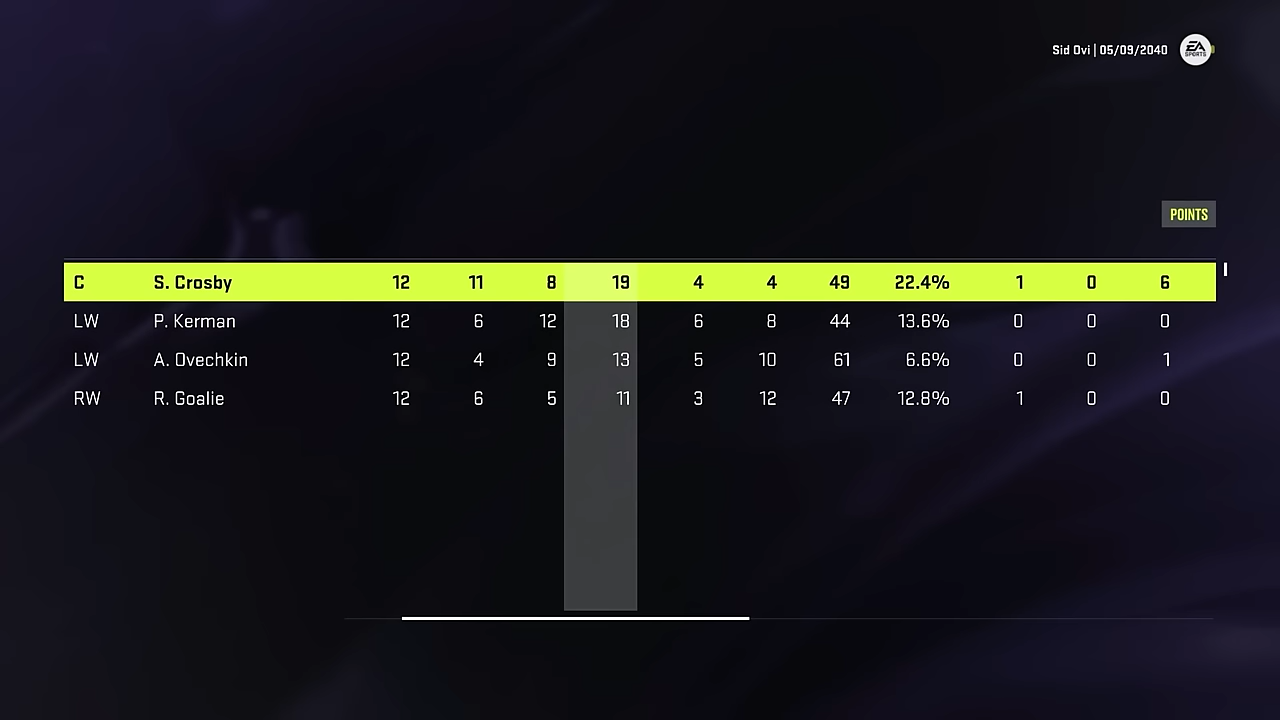 Sid Ovi | 05/09/2040 EA SPORTS
POINTS
C S. Crosby 12 11 8 19 4 4 49 22.4% 1 0 6
LW P. Kerman 12 6 12 18 6 8 44 13.6% 0 0 0
LW A. Ovechkin 12 4 9 13 5 10 61 6.6% 0 0 1
RW R. Goalie 12 6 5 11 3 12 47 12.8% 1 0 0